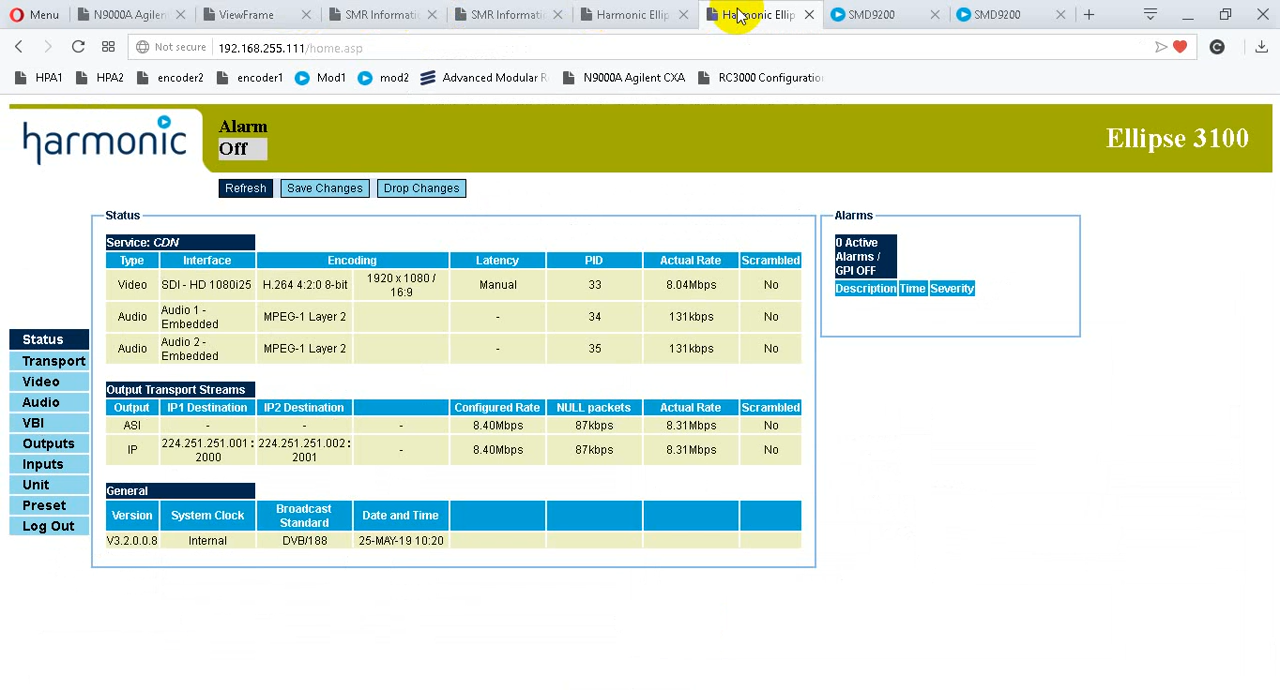 Menu
N9000A Agilen
ViewFrame
SMR Informati
SMR Informati
Harmonic Ellip
Harmonic Ellip
SMD9200
SMD9200
Not secure
192.168.255.111/home.asp
HPA1
HPA2
encoder2
encoder1
Mod1
mod2
Advanced Modular R
N9000A Agilent CXA
RC3000 Configuratio
harmonic
Alarm
Off
Ellipse 3100
Refresh
Save Changes
Drop Changes
Status
Transport
Video
Audio
VBI
Outputs
Inputs
Unit
Preset
Log Out
Status
Service: CDN
Type Interface Encoding Latency PID Actual Rate Scrambled
Video SDI - HD 1080i25 H.264 4:2:0 8-bit 1920 x 1080 / 16:9 Manual 33 8.04Mbps No
Audio Audio 1 - Embedded MPEG-1 Layer 2 - 34 131kbps No
Audio Audio 2 - Embedded MPEG-1 Layer 2 - 35 131kbps No
Output Transport Streams
Output IP1 Destination IP2 Destination Configured Rate NULL packets Actual Rate Scrambled
ASI - - - 8.40Mbps 87kbps 8.31Mbps No
IP 224.251.251.001:2000 224.251.251.002:2001 - 8.40Mbps 87kbps 8.31Mbps No
General
Version System Clock Broadcast Standard Date and Time
V3.2.0.0.8 Internal DVB/188 25-MAY-19 10:20
Alarms
0 Active
Alarms /
GPI OFF
Description Time Severity